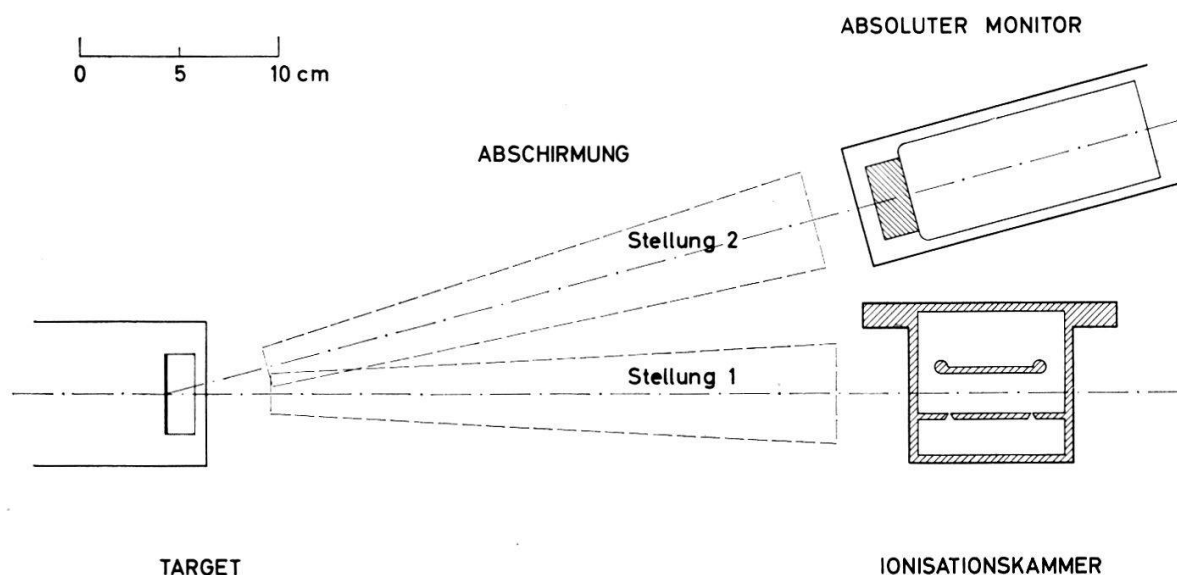 ABSOLUTER MONITOR
0 5 10 cm
ABSCHIRMUNG
Stellung 2
Stellung 1
TARGET
IONISATIONSKAMMER